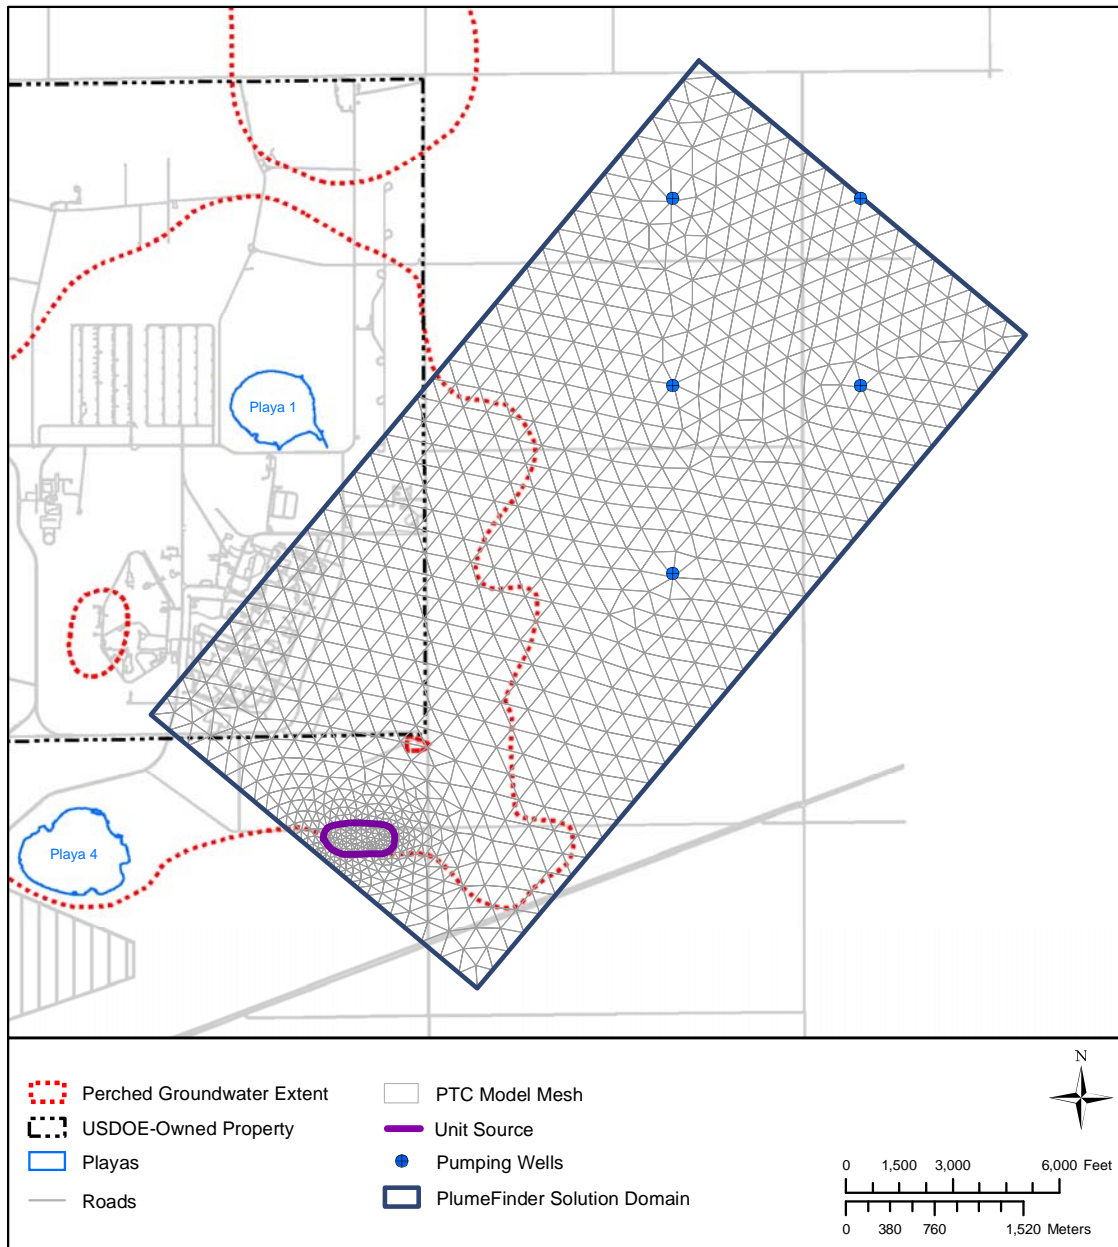 Playa 1
Playa 4
Perched Groundwater Extent
USDOE-Owned Property
Playas
Roads
PTC Model Mesh
Unit Source
Pumping Wells
PlumeFinder Solution Domain
N
0 1,500 3,000 6,000 Feet
0 380 760 1,520 Meters